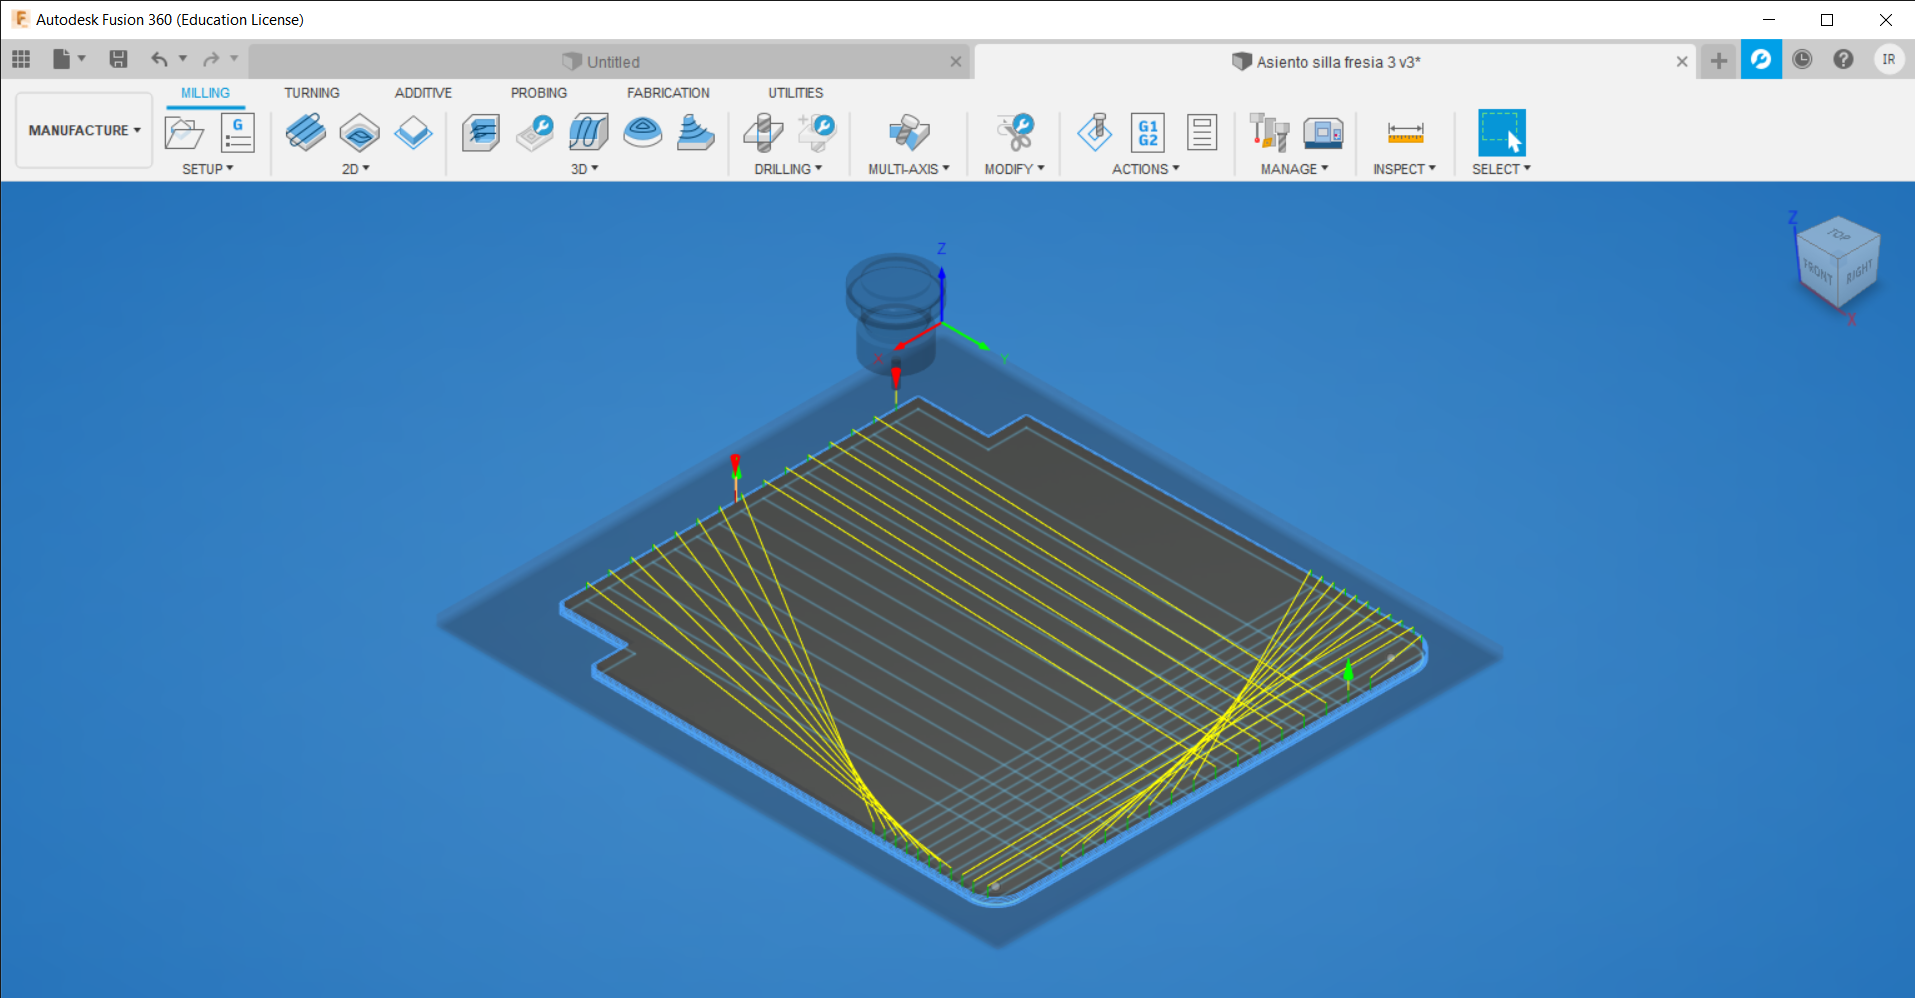 F Autodesk Fusion 360 (Education License)
Untitled
Asiento silla fresia 3 v3*
IR
MILLING TURNING ADDITIVE PROBING FABRICATION UTILITIES
MANUFACTURE
G
G1
G2
SETUP 2D 3D DRILLING MULTI-AXIS MODIFY ACTIONS MANAGE INSPECT SELECT
Z
TOP
FRONT
RIGHT
X
Z
X
Y